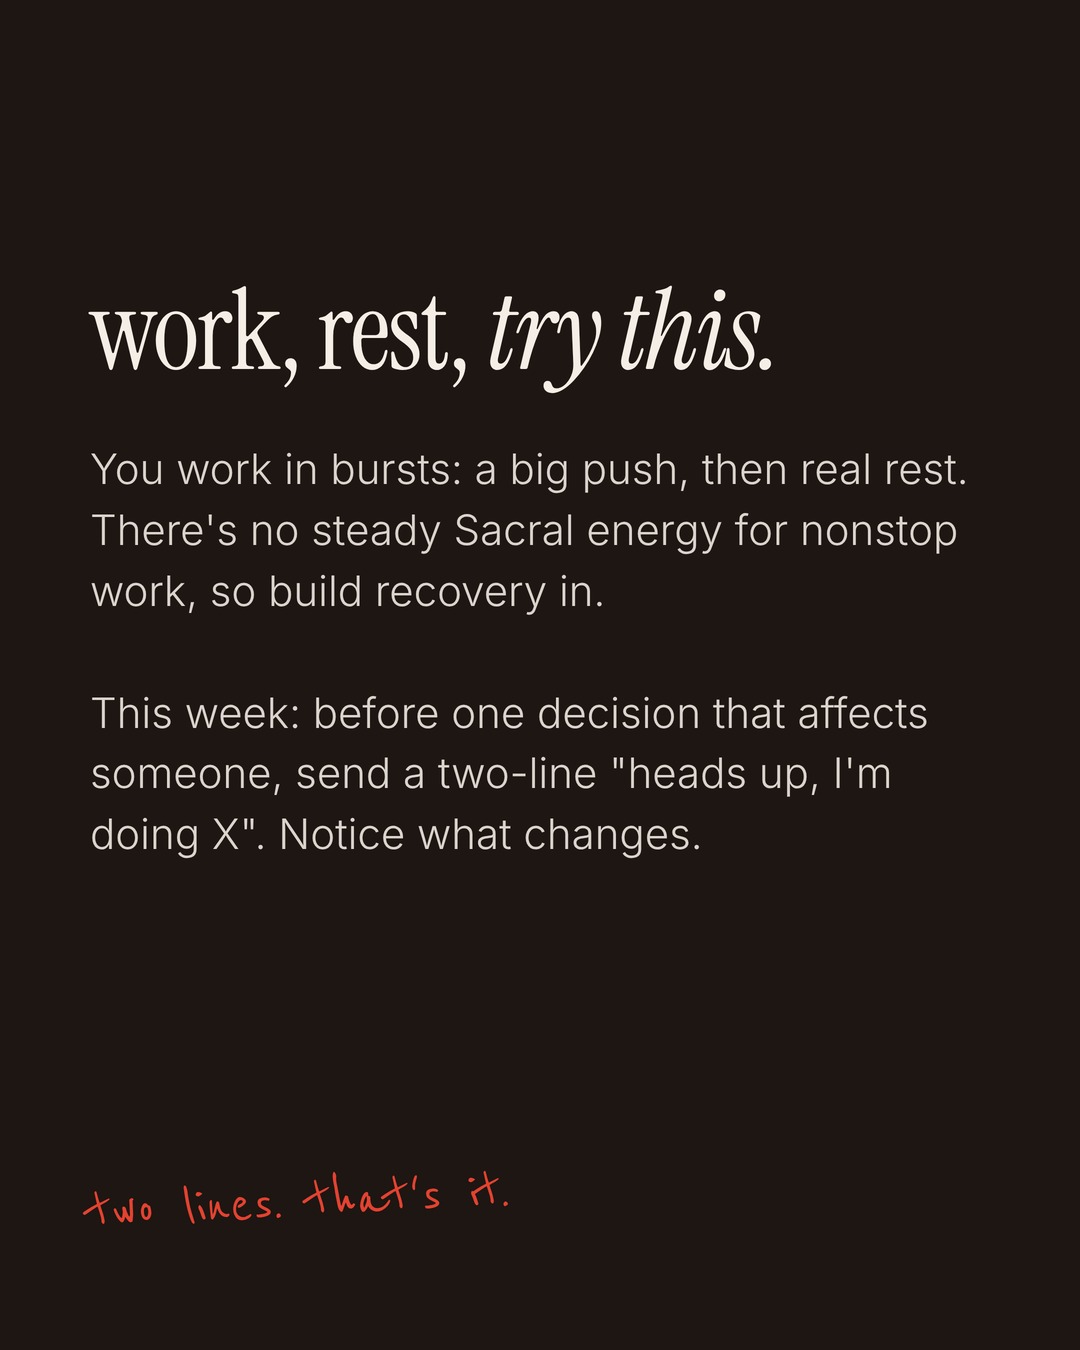 work, rest, try this.
You work in bursts: a big push, then real rest.
There's no steady Sacral energy for nonstop
work, so build recovery in.
This week: before one decision that affects
someone, send a two-line "heads up, I'm
doing X". Notice what changes.
two lines. that's it.